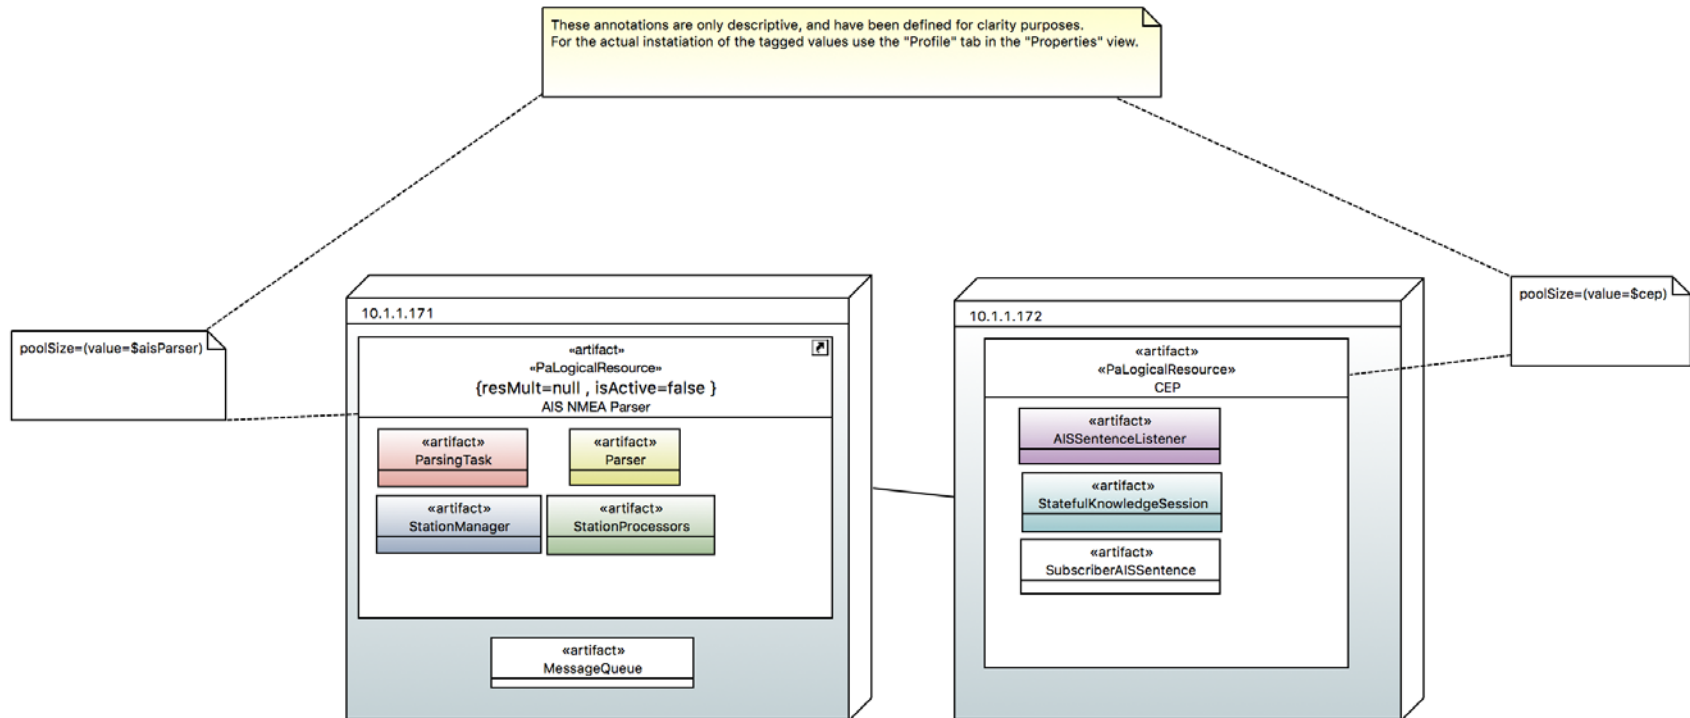 These annotations are only descriptive, and have been defined for clarity purposes.
For the actual instatiation of the tagged values use the "Profile" tab in the "Properties" view.
poolSize=(value=$aisParser)
10.1.1.171
«artifact»
«PaLogicalResource»
{resMult=null , isActive=false }
AIS NMEA Parser
«artifact»
ParsingTask
«artifact»
Parser
«artifact»
StationManager
«artifact»
StationProcessors
«artifact»
MessageQueue
10.1.1.172
«artifact»
«PaLogicalResource»
CEP
«artifact»
AISSentenceListener
«artifact»
StatefulKnowledgeSession
«artifact»
SubscriberAISSentence
poolSize=(value=$cep)